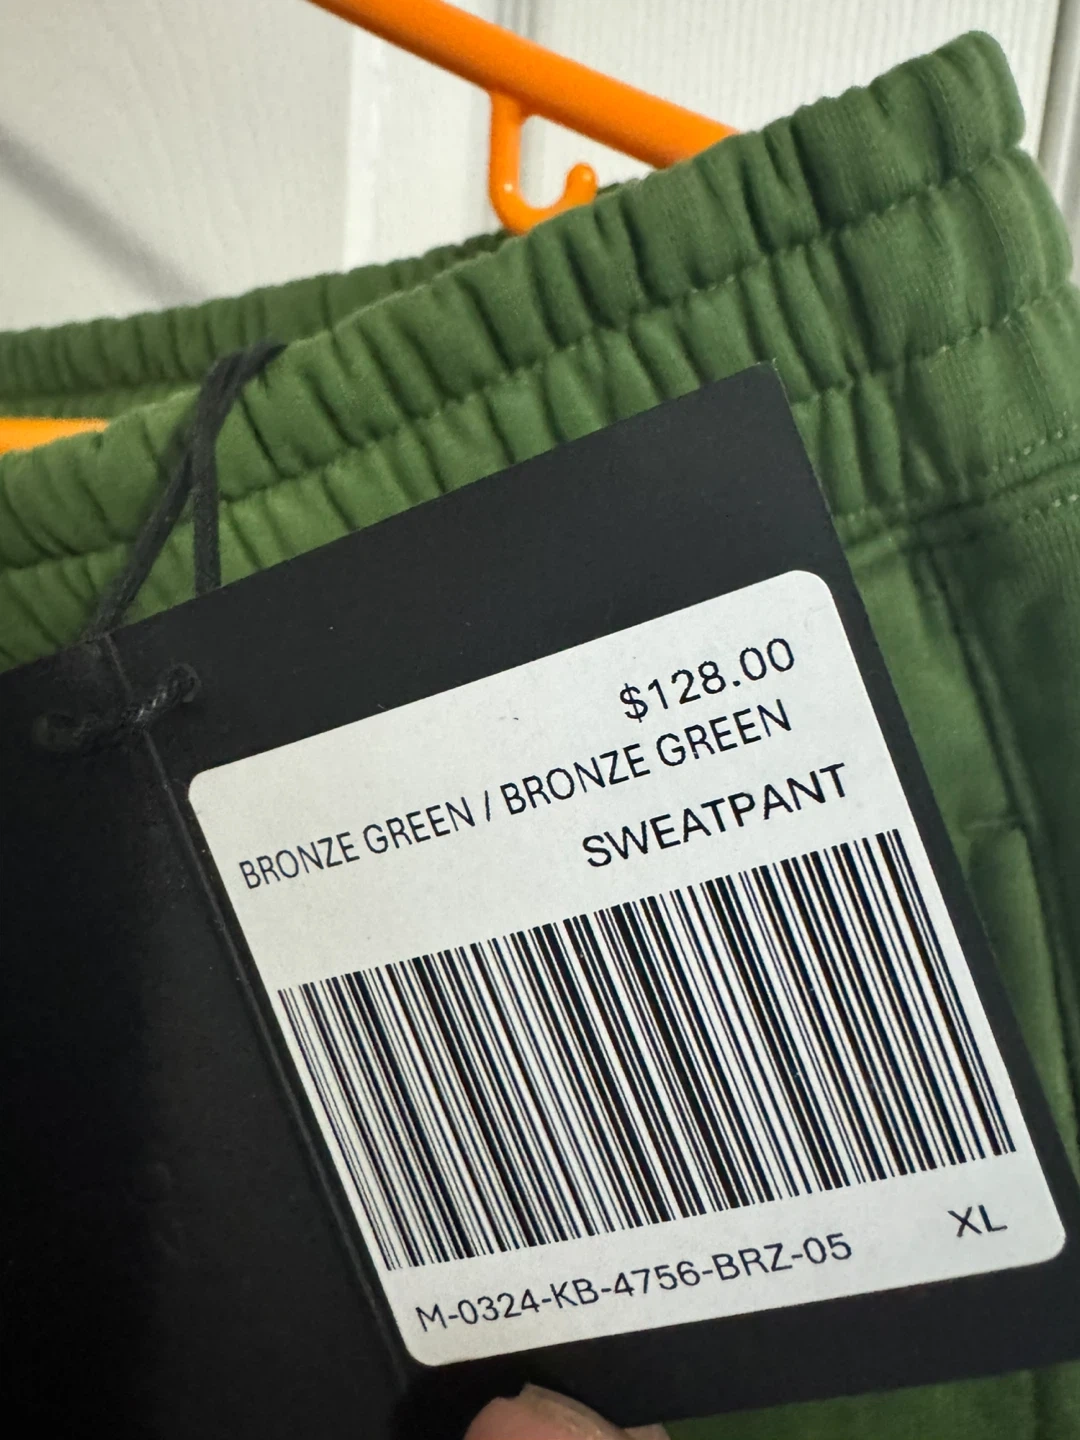 $128.00
BRONZE GREEN / BRONZE GREEN
SWEATPANT
XL
M-0324-KB-4756-BRZ-05